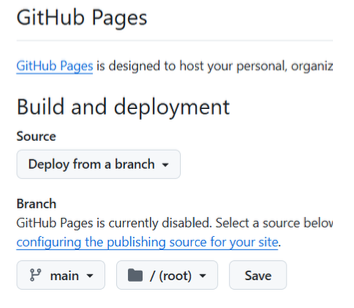 GitHub Pages
GitHub Pages is designed to host your personal, organiz
Build and deployment
Source
Deploy from a branch
Branch
GitHub Pages is currently disabled. Select a source below
configuring the publishing source for your site.
main / (root) Save